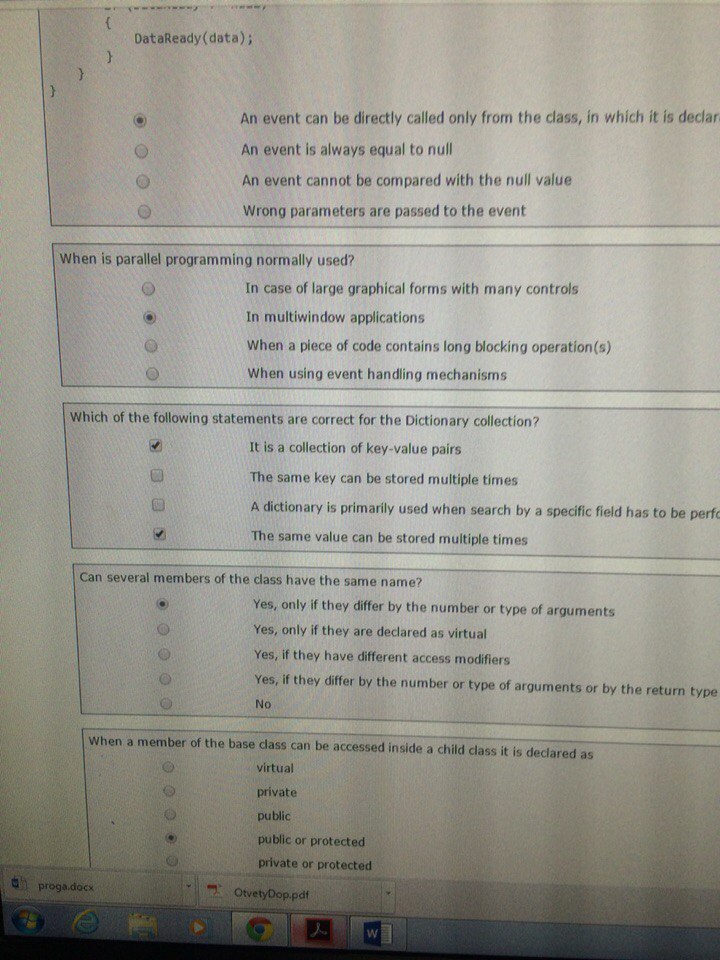 {
DataReady(data);
}
}
}
An event can be directly called only from the class, in which it is declar
An event is always equal to null
An event cannot be compared with the null value
Wrong parameters are passed to the event
When is parallel programming normally used?
In case of large graphical forms with many controls
In multiwindow applications
When a piece of code contains long blocking operation(s)
When using event handling mechanisms
Which of the following statements are correct for the Dictionary collection?
It is a collection of key-value pairs
The same key can be stored multiple times
A dictionary is primarily used when search by a specific field has to be perfo
The same value can be stored multiple times
Can several members of the class have the same name?
Yes, only if they differ by the number or type of arguments
Yes, only if they are declared as virtual
Yes, if they have different access modifiers
Yes, if they differ by the number or type of arguments or by the return type
No
When a member of the base class can be accessed inside a child class it is declared as
virtual
private
public
public or protected
private or protected
proga.docx
OtvetyDop.pdf
W